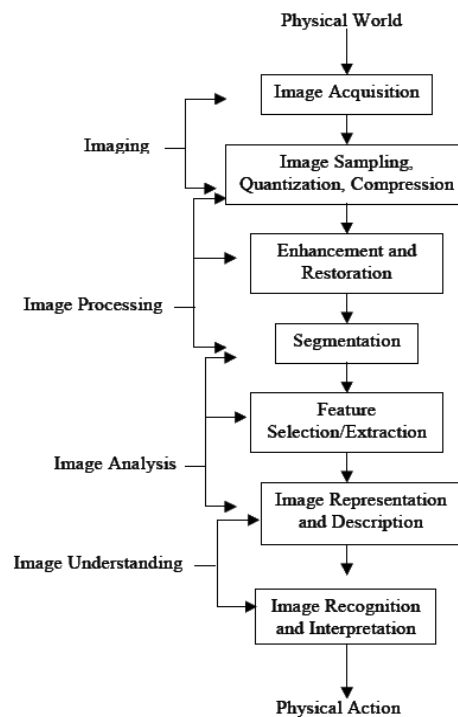 Physical World
Image Acquisition
Imaging
Image Sampling,
Quantization, Compression
Enhancement and
Restoration
Image Processing
Segmentation
Feature
Selection/Extraction
Image Analysis
Image Representation
and Description
Image Understanding
Image Recognition
and Interpretation
Physical Action